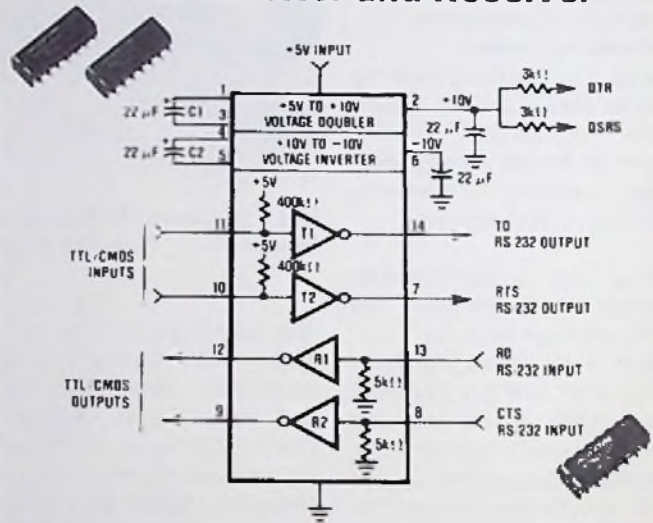 and Receiver
+5V INPUT
1
3
4
5
22 µF
+
C1
22 µF
+
C2
+5V TO +10V
VOLTAGE DOUBLER
+10V TO −10V
VOLTAGE INVERTER
2
+10V
22 µF
3kΩ
DTR
3kΩ
DSRS
−10V
6
22 µF
+5V
400kΩ
11
T1
14
TD
RS 232 OUTPUT
TTL/CMOS
INPUTS
+5V
400kΩ
10
T2
7
RTS
RS 232 OUTPUT
12
R1
13
RD
RS 232 INPUT
5kΩ
TTL/CMOS
OUTPUTS
9
R2
8
CTS
RS 232 INPUT
5kΩ